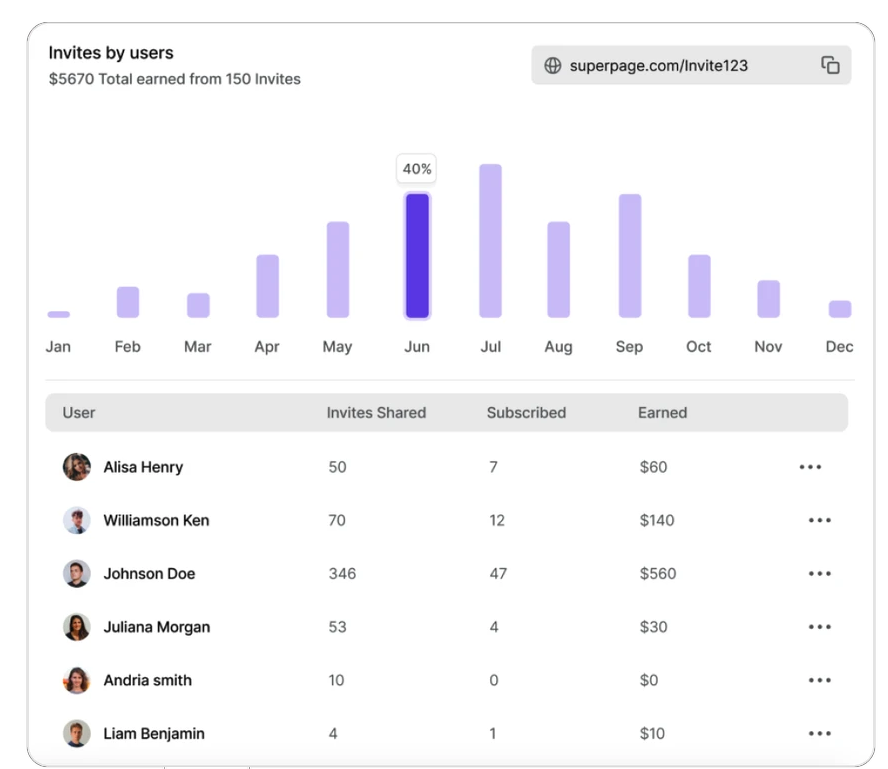 Invites by users
$5670 Total earned from 150 Invites
superpage.com/Invite123
40%
Jan Feb Mar Apr May Jun Jul Aug Sep Oct Nov Dec
User Invites Shared Subscribed Earned
Alisa Henry 50 7 $60
Williamson Ken 70 12 $140
Johnson Doe 346 47 $560
Juliana Morgan 53 4 $30
Andria smith 10 0 $0
Liam Benjamin 4 1 $10